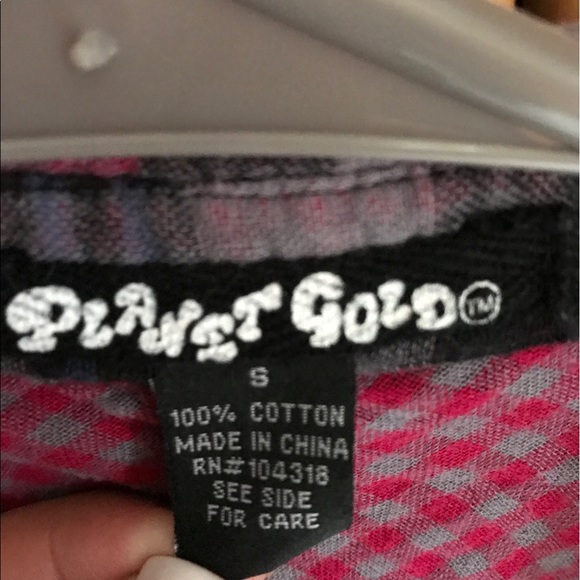 PLANET GOLD™
S
100% COTTON
MADE IN CHINA
RN# 104318
SEE SIDE
FOR CARE